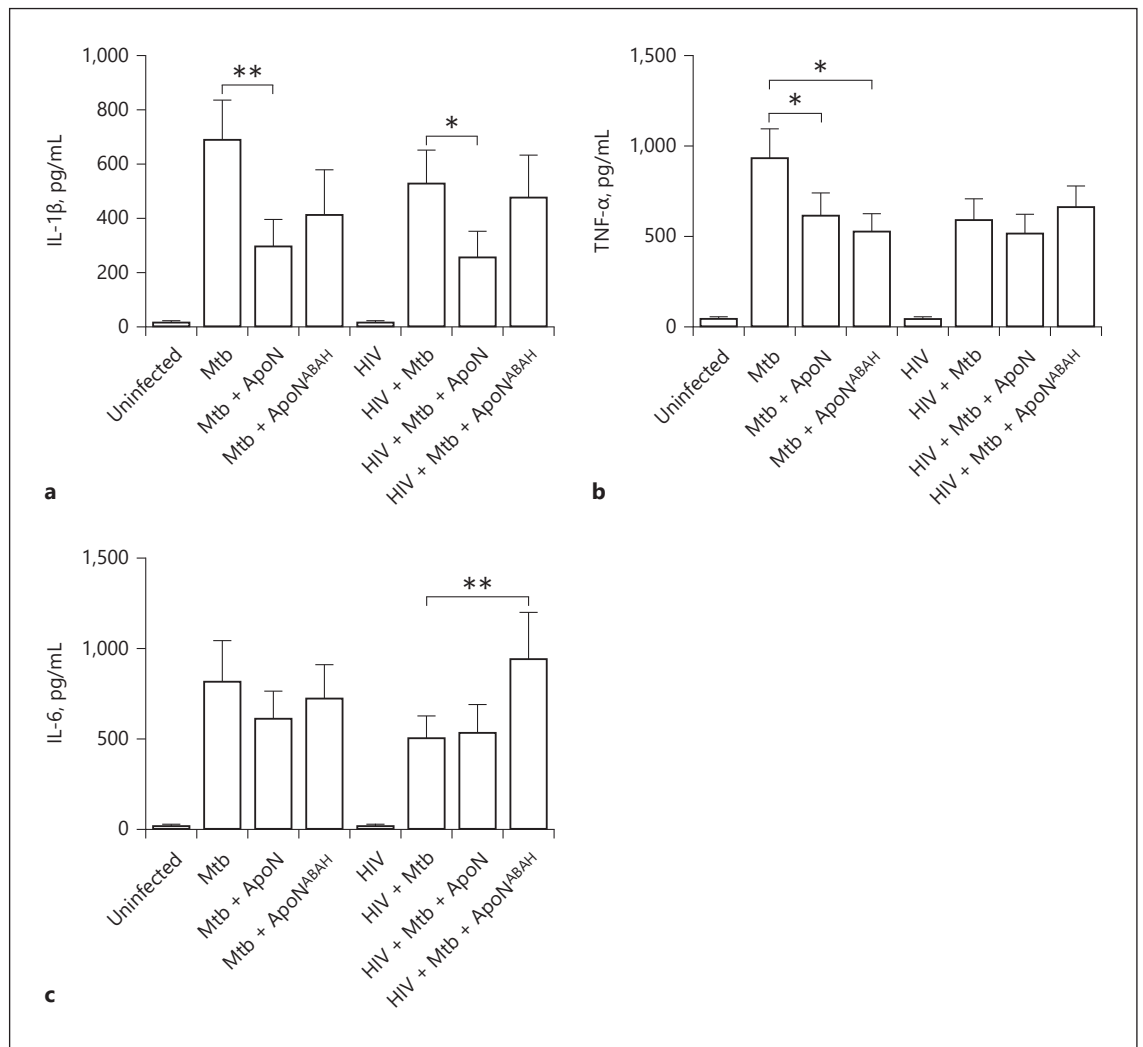 1,000
800
600
400
200
0
IL-1β, pg/mL
**
*
Uninfected
Mtb
Mtb + ApoN
Mtb + ApoNᴬᴮᴬᴴ
HIV
HIV + Mtb
HIV + Mtb + ApoN
HIV + Mtb + ApoNᴬᴮᴬᴴ
a
1,500
1,000
500
0
TNF-α, pg/mL
*
*
Uninfected
Mtb
Mtb + ApoN
Mtb + ApoNᴬᴮᴬᴴ
HIV
HIV + Mtb
HIV + Mtb + ApoN
HIV + Mtb + ApoNᴬᴮᴬᴴ
b
1,500
1,000
500
0
IL-6, pg/mL
**
Uninfected
Mtb
Mtb + ApoN
Mtb + ApoNᴬᴮᴬᴴ
HIV
HIV + Mtb
HIV + Mtb + ApoN
HIV + Mtb + ApoNᴬᴮᴬᴴ
c